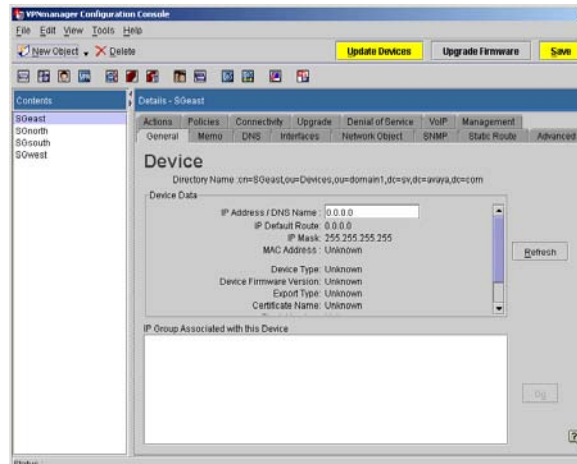 VPNmanager Configuration Console
File Edit View Tools Help
New Object Delete Update Devices Upgrade Firmware Save
Contents
Details - SGeast
SGeast
SGnorth
SGsouth
SGwest
Actions Policies Connectivity Upgrade Denial of Service VoIP Management
General Memo DNS Interfaces Network Object SNMP Static Route Advanced
Device
Directory Name :cn=SGeast,ou=Devices,ou=domain1,dc=sv,dc=avaya,dc=com
Device Data
IP Address / DNS Name : 0.0.0.0
IP Default Route: 0.0.0.0
IP Mask: 255.255.255.255
MAC Address : Unknown
Refresh
Device Type: Unknown
Device Firmware Version: Unknown
Export Type: Unknown
Certificate Name: Unknown
IP Group Associated with this Device
Status :